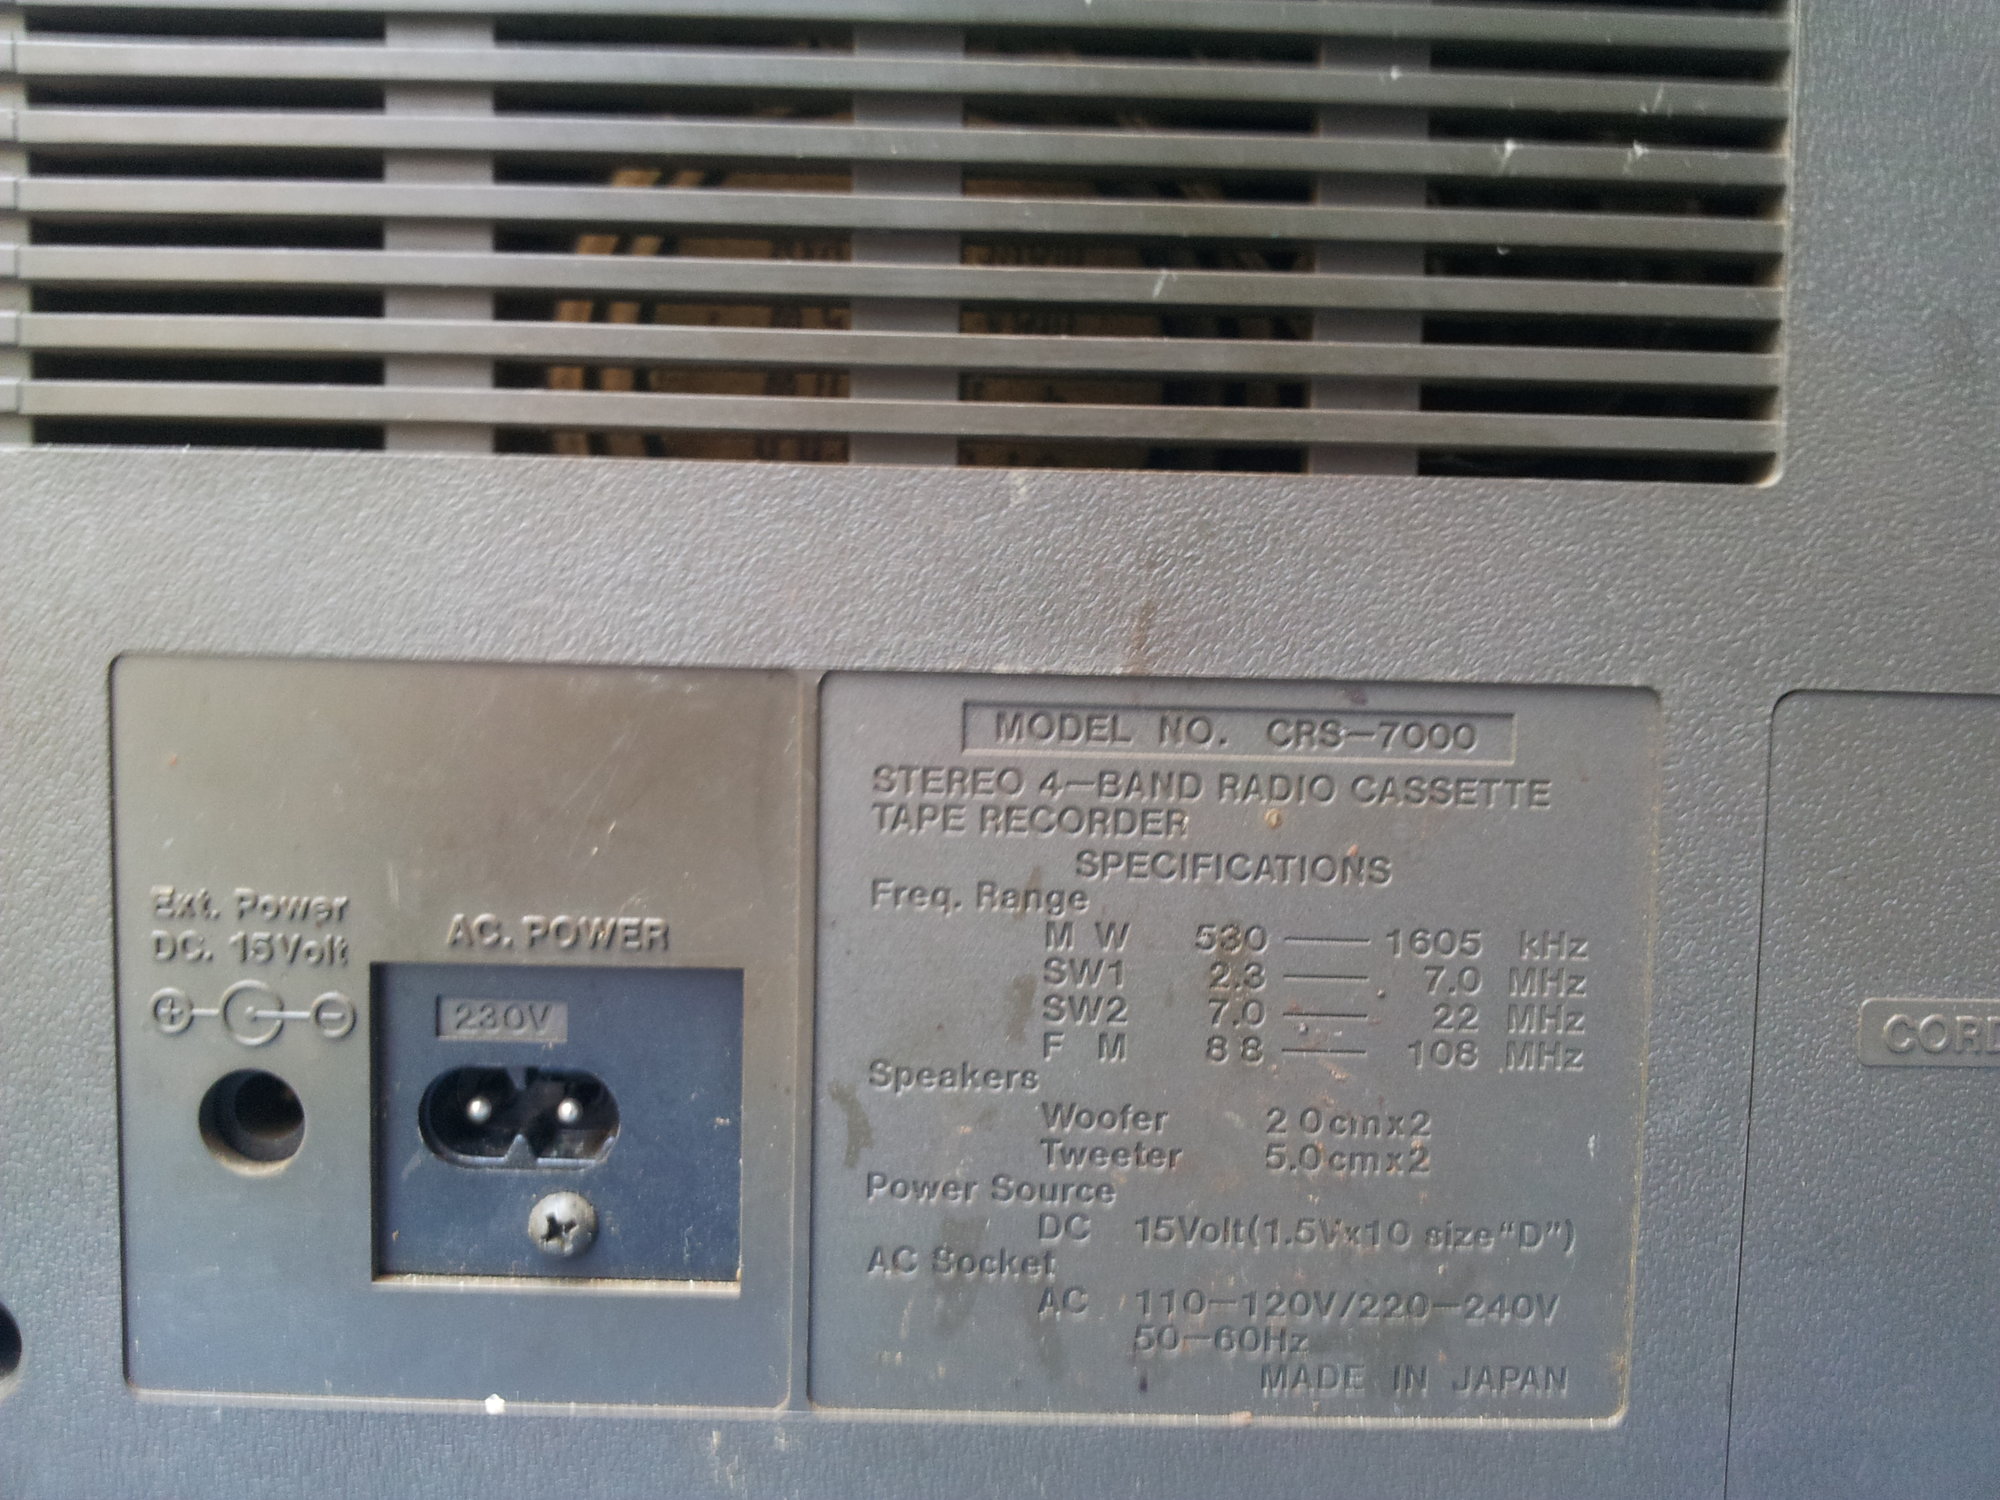 Ext. Power
DC. 15Volt
AC. POWER
230V
MODEL NO. CRS-7000
STEREO 4-BAND RADIO CASSETTE
TAPE RECORDER
SPECIFICATIONS
Freq. Range
M W 530 — 1605 kHz
SW1 2.3 — 7.0 MHz
SW2 7.0 — 22 MHz
F M 88 — 108 MHz
Speakers
Woofer 20cmx2
Tweeter 5.0cmx2
Power Source
DC 15Volt(1.5Vx10 size"D")
AC Socket
AC 110-120V/220-240V
50-60Hz
MADE IN JAPAN
CORD